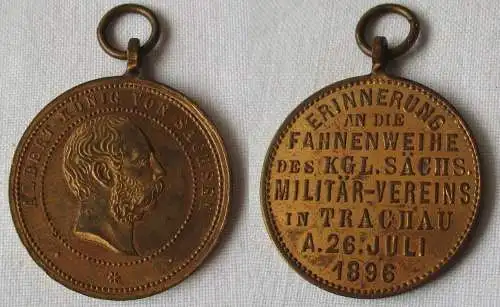 ALBERT KÖNIG VON SACHSEN
ERINNERUNG
AN DIE
FAHNENWEIHE
DES KGL. SÄCHS.
MILITÄR-VEREINS
IN TRACHAU
A. 26. JULI
1896